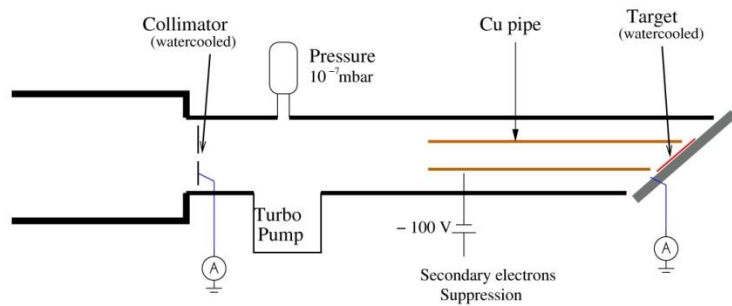 Collimator
(watercooled)
Pressure
10⁻⁷mbar
Cu pipe
Target
(watercooled)
Turbo
Pump
− 100 V
A
A
Secondary electrons
Suppression